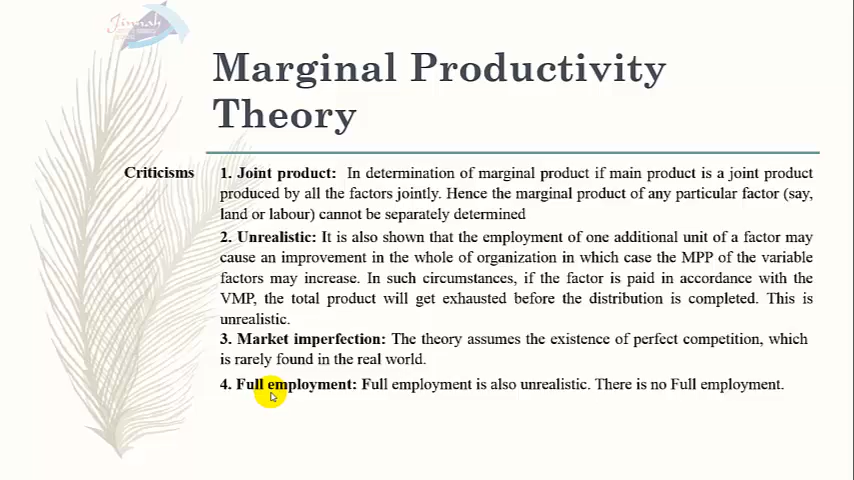 Jinnah
Marginal Productivity
Theory
Criticisms
1. Joint product: In determination of marginal product if main product is a joint product
produced by all the factors jointly. Hence the marginal product of any particular factor (say,
land or labour) cannot be separately determined
2. Unrealistic: It is also shown that the employment of one additional unit of a factor may
cause an improvement in the whole of organization in which case the MPP of the variable
factors may increase. In such circumstances, if the factor is paid in accordance with the
VMP, the total product will get exhausted before the distribution is completed. This is
unrealistic.
3. Market imperfection: The theory assumes the existence of perfect competition, which
is rarely found in the real world.
4. Full employment: Full employment is also unrealistic. There is no Full employment.